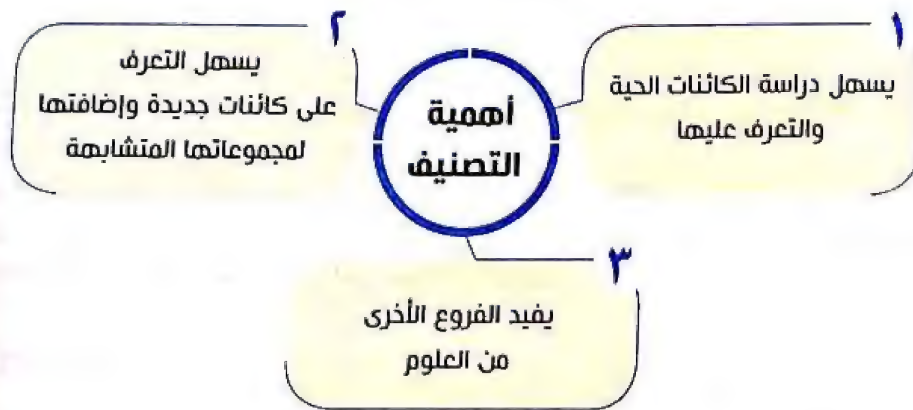 أهمية
التصنيف
١
يسهل دراسة الكائنات الحية
والتعرف عليها
٢
يسهل التعرف
على كائنات جديدة وإضافتها
لمجموعاتها المتشابهة
٣
يفيد الفروع الأخرى
من العلوم